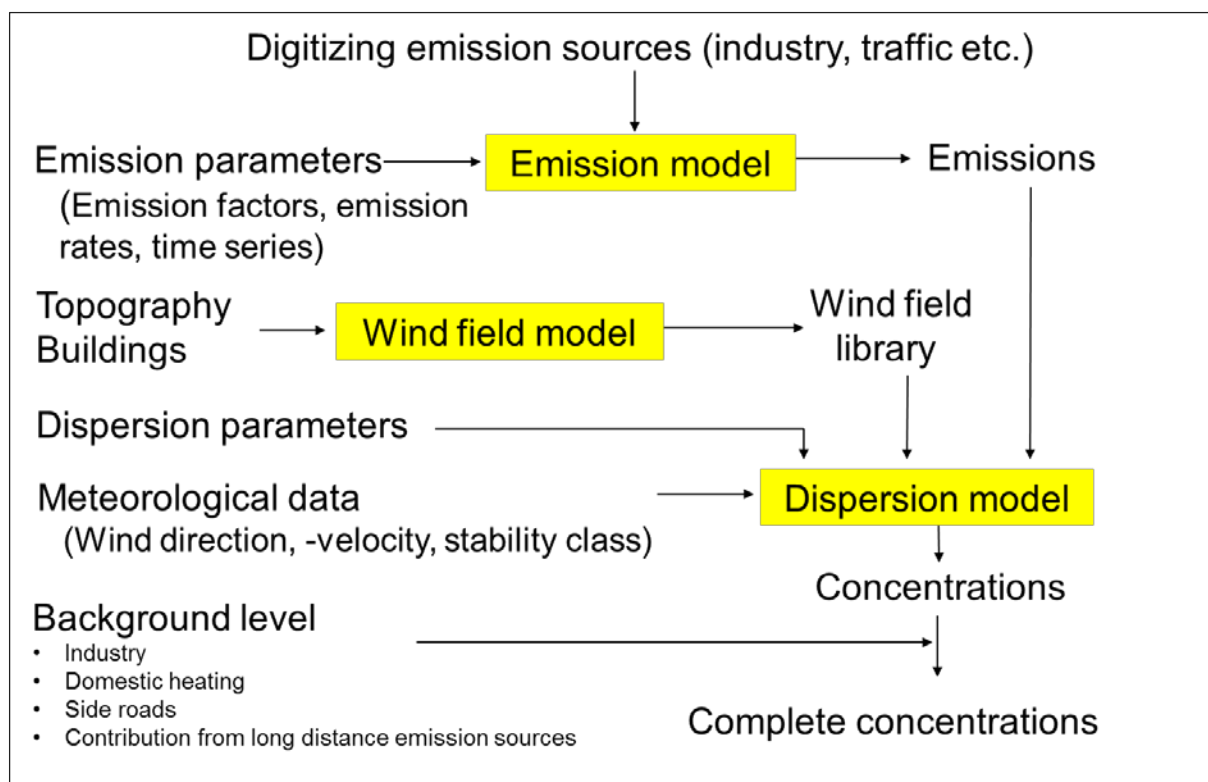 Digitizing emission sources (industry, traffic etc.)
Emission parameters
Emission model
Emissions
(Emission factors, emission
rates, time series)
Topography
Buildings
Wind field model
Wind field
library
Dispersion parameters
Meteorological data
(Wind direction, -velocity, stability class)
Dispersion model
Concentrations
Background level
• Industry
• Domestic heating
• Side roads
• Contribution from long distance emission sources
Complete concentrations